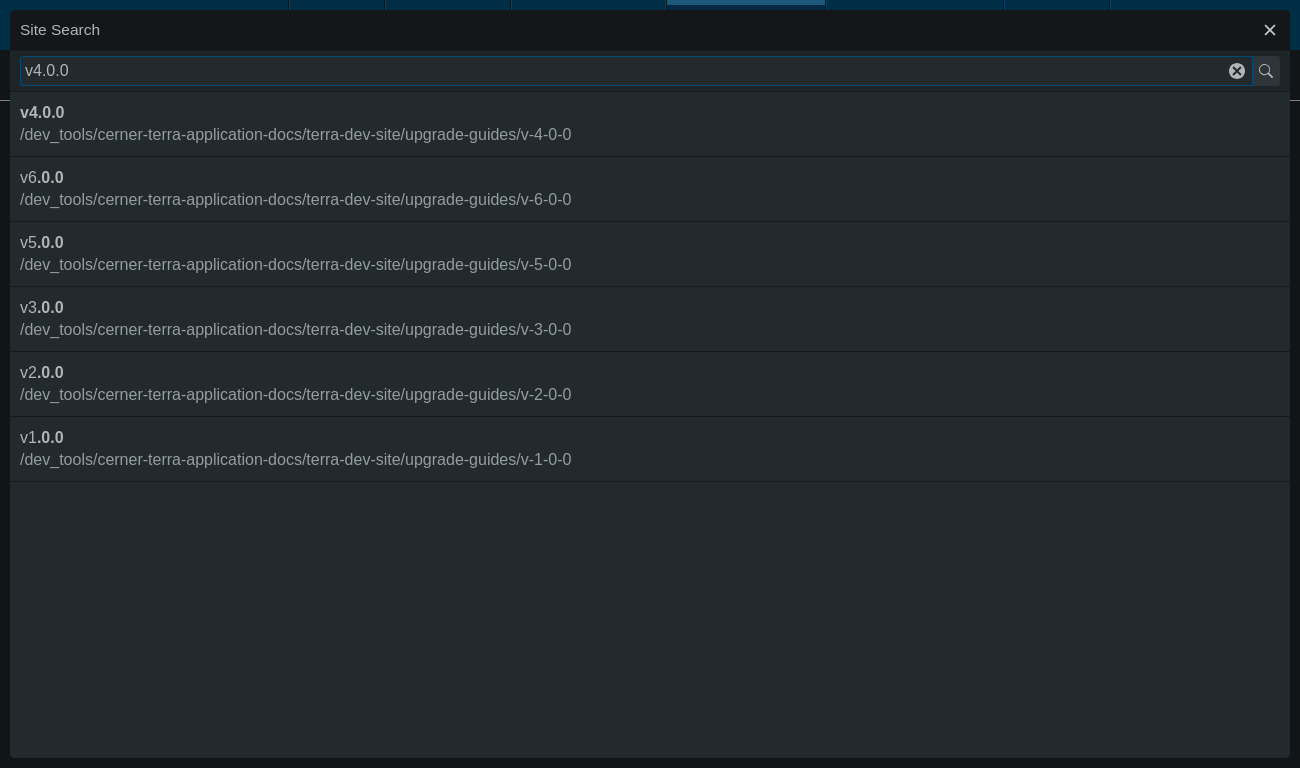 Site Search
v4.0.0
v4.0.0
/dev_tools/cerner-terra-application-docs/terra-dev-site/upgrade-guides/v-4-0-0
v6.0.0
/dev_tools/cerner-terra-application-docs/terra-dev-site/upgrade-guides/v-6-0-0
v5.0.0
/dev_tools/cerner-terra-application-docs/terra-dev-site/upgrade-guides/v-5-0-0
v3.0.0
/dev_tools/cerner-terra-application-docs/terra-dev-site/upgrade-guides/v-3-0-0
v2.0.0
/dev_tools/cerner-terra-application-docs/terra-dev-site/upgrade-guides/v-2-0-0
v1.0.0
/dev_tools/cerner-terra-application-docs/terra-dev-site/upgrade-guides/v-1-0-0